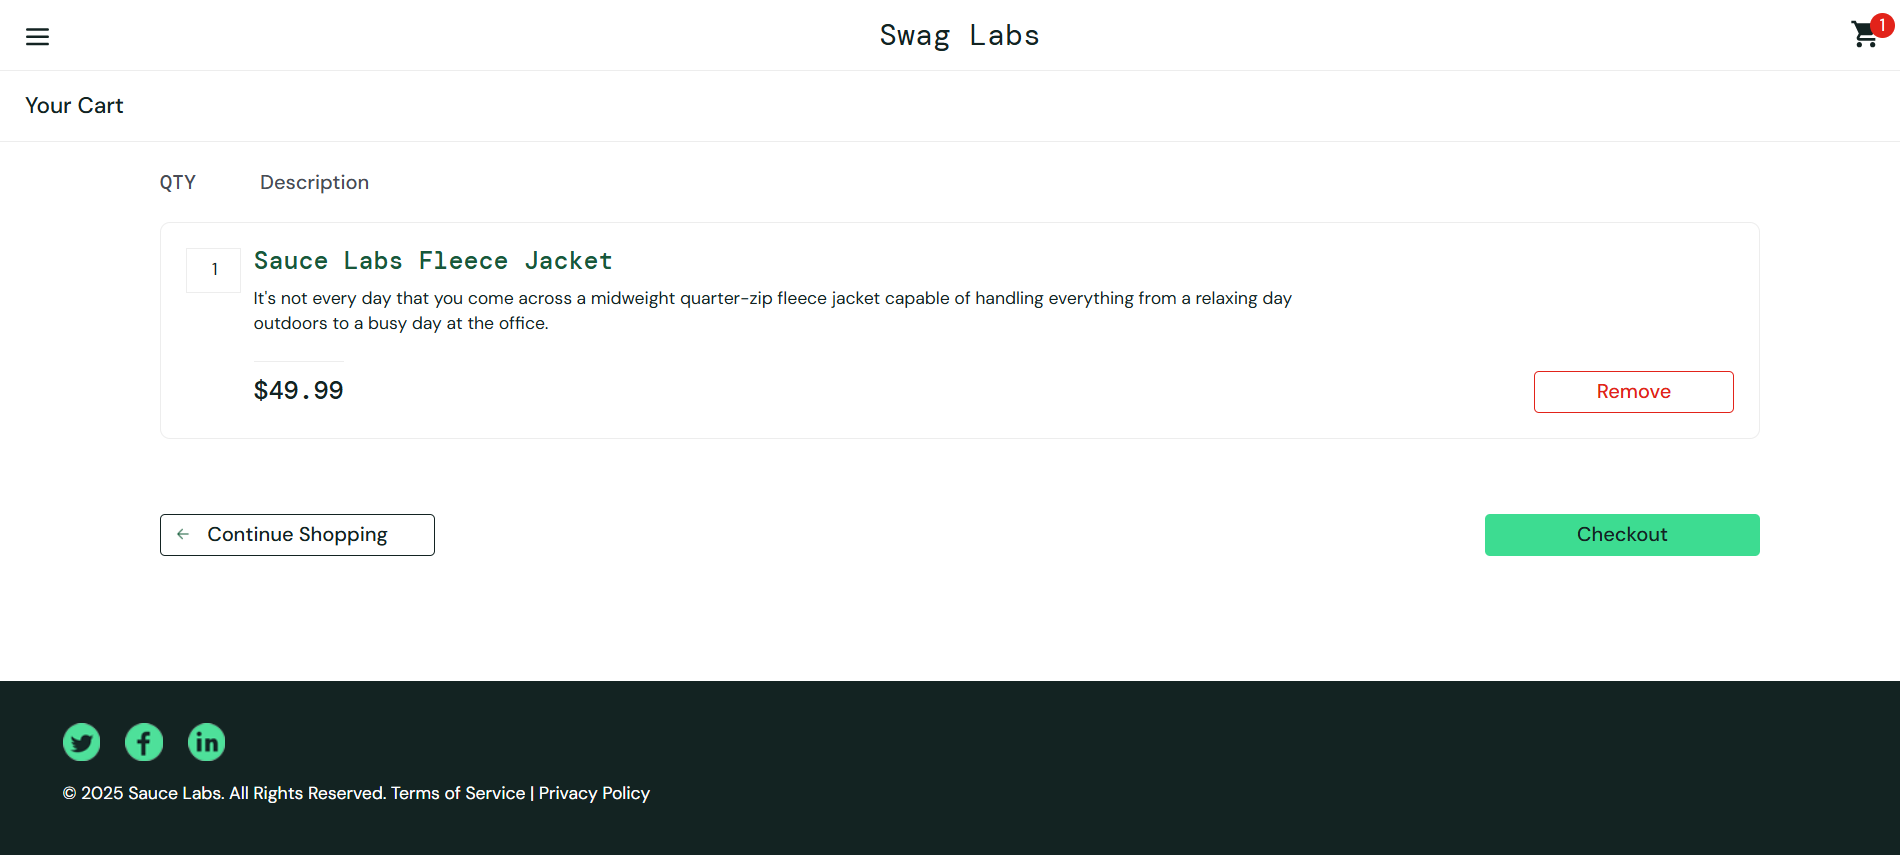 Swag Labs
1
Your Cart
QTY Description
1
Sauce Labs Fleece Jacket
It's not every day that you come across a midweight quarter-zip fleece jacket capable of handling everything from a relaxing day
outdoors to a busy day at the office.
$49.99
Remove
Continue Shopping
Checkout
© 2025 Sauce Labs. All Rights Reserved. Terms of Service | Privacy Policy